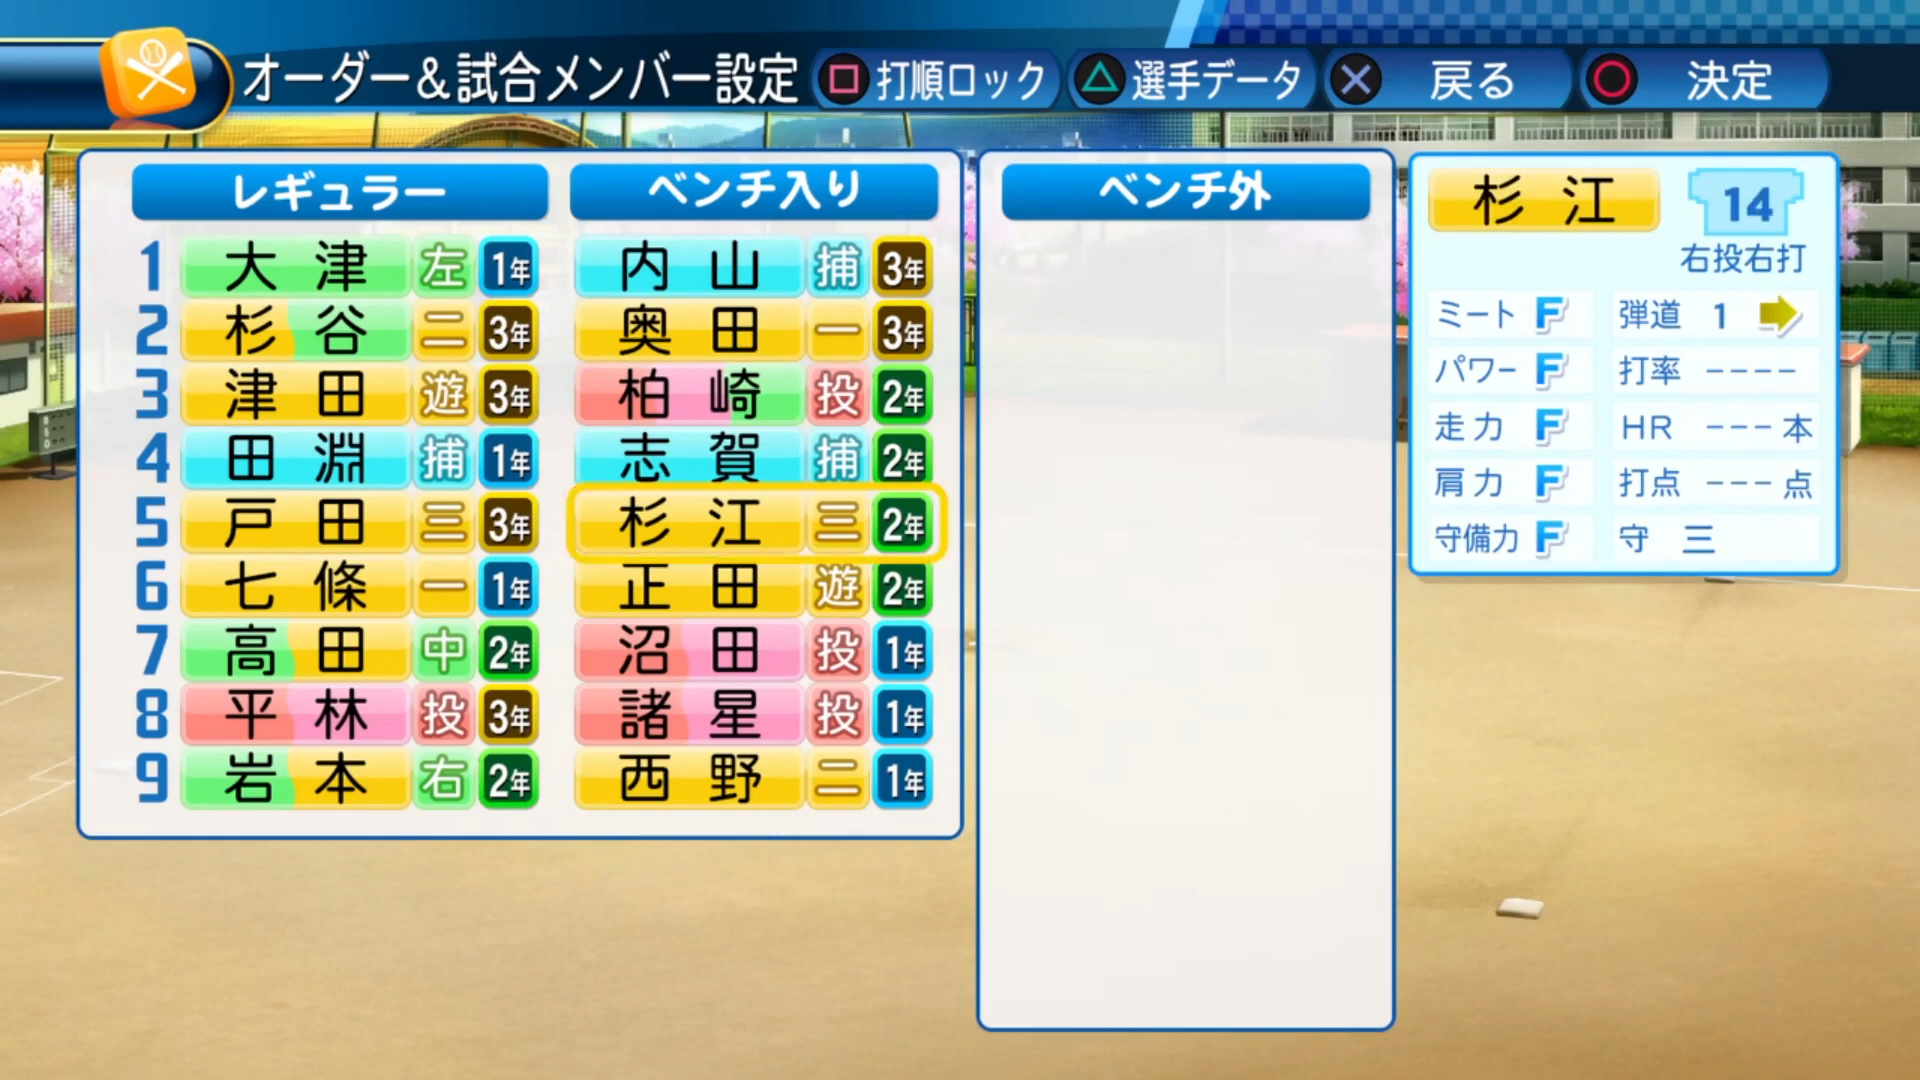 オーダー&試合メンバー設定 打順ロック 選手データ 戻る 決定
レギュラー ベンチ入り ベンチ外
1 大津 左 1年 内山 捕 3年
2 杉谷 二 3年 奥田 一 3年
3 津田 遊 3年 柏崎 投 2年
4 田淵 捕 1年 志賀 捕 2年
5 戸田 三 3年 杉江 三 2年
6 七條 一 1年 正田 遊 2年
7 高田 中 2年 沼田 投 1年
8 平林 投 3年 諸星 投 1年
9 岩本 右 2年 西野 二 1年
杉江 14
右投右打
ミート F 弾道 1
パワー F 打率 ----
走力 F HR ---本
肩力 F 打点 ---点
守備力 F 守 三